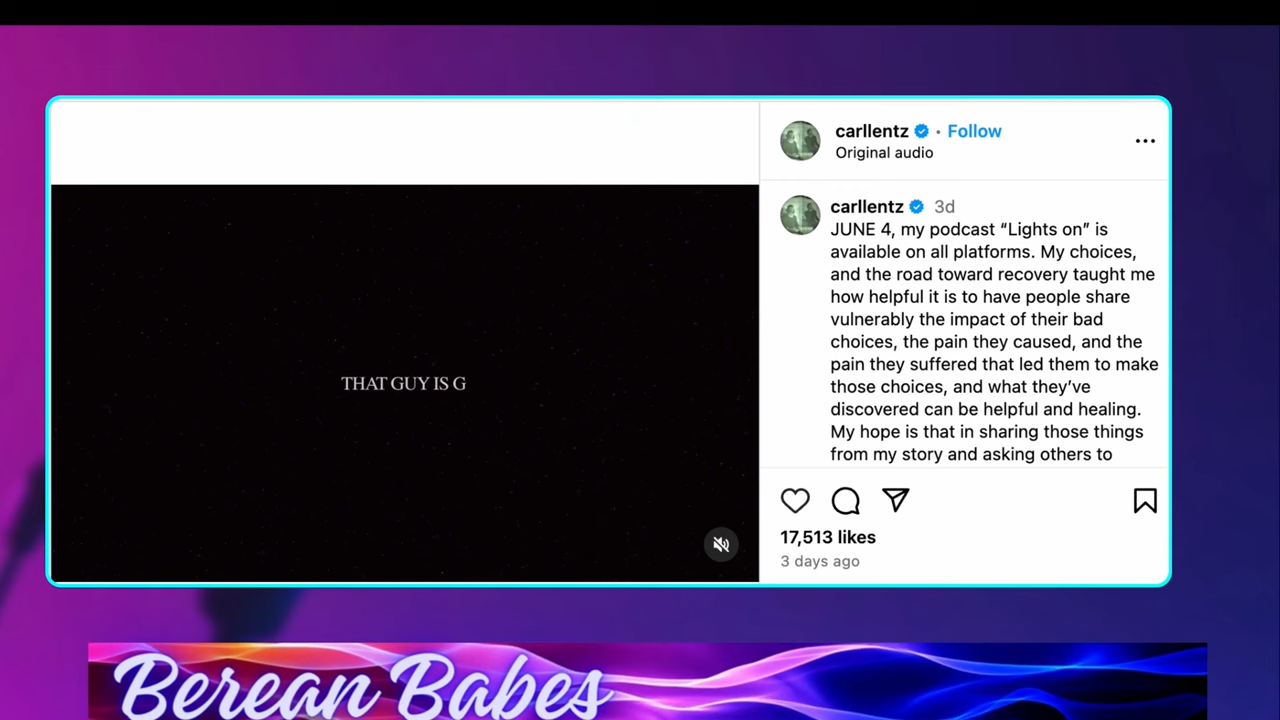 THAT GUY IS G
carllentz • Follow
Original audio
carllentz 3d
JUNE 4, my podcast “Lights on” is
available on all platforms. My choices,
and the road toward recovery taught me
how helpful it is to have people share
vulnerably the impact of their bad
choices, the pain they caused, and the
pain they suffered that led them to make
those choices, and what they’ve
discovered can be helpful and healing.
My hope is that in sharing those things
from my story and asking others to
17,513 likes
3 days ago
Berean Babes